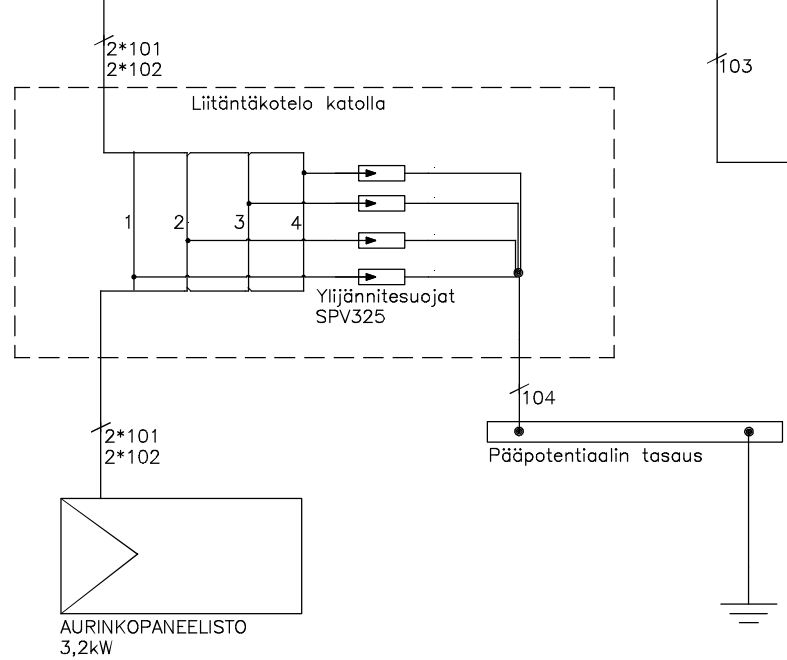 2*101
2*102
103
Liitäntäkotelo katolla
1 2 3 4
Ylijännitesuojat
SPV325
104
2*101
2*102
Pääpotentiaalin tasaus
AURINKOPANEELISTO
3,2kW